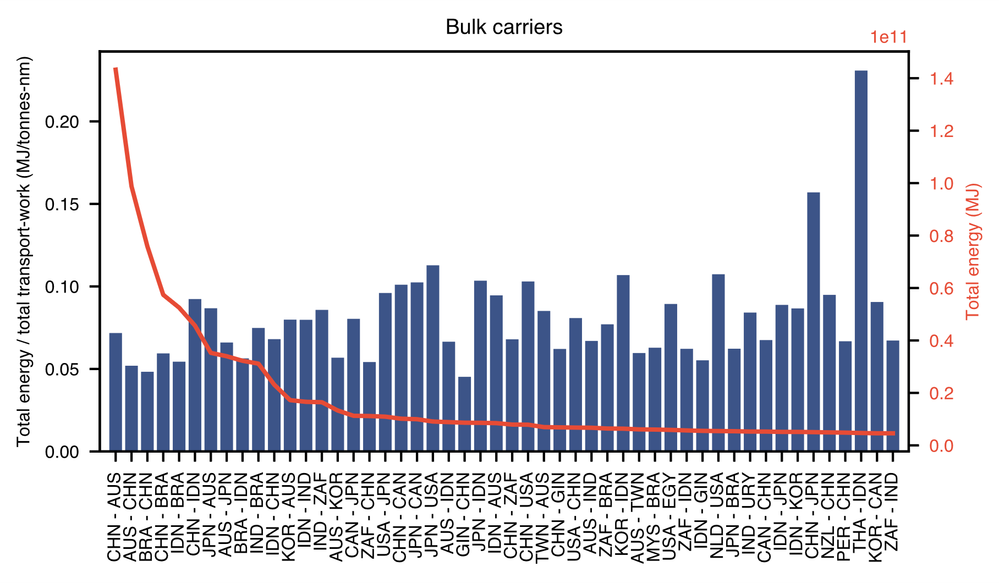 Bulk carriers
1e11
Total energy / total transport-work (MJ/tonnes-nm)
0.20
0.15
0.10
0.05
0.00
1.4
1.2
1.0
0.8
0.6
0.4
0.2
0.0
Total energy (MJ)
CHN - AUS
AUS - CHN
BRA - CHN
CHN - BRA
IDN - BRA
CHN - IDN
JPN - AUS
AUS - JPN
BRA - IDN
IND - BRA
IDN - CHN
KOR - AUS
IDN - IND
IND - ZAF
AUS - KOR
CAN - JPN
ZAF - CHN
USA - JPN
CHN - CAN
JPN - CAN
JPN - USA
AUS - IDN
GIN - CHN
JPN - IDN
IDN - AUS
CHN - ZAF
CHN - USA
TWN - AUS
CHN - GIN
USA - CHN
AUS - IND
ZAF - BRA
KOR - IDN
AUS - TWN
MYS - BRA
USA - EGY
ZAF - IDN
IDN - GIN
NLD - USA
JPN - BRA
IND - URY
CAN - CHN
IDN - JPN
IDN - KOR
CHN - JPN
NZL - CHN
PER - CHN
THA - IDN
KOR - CAN
ZAF - IND